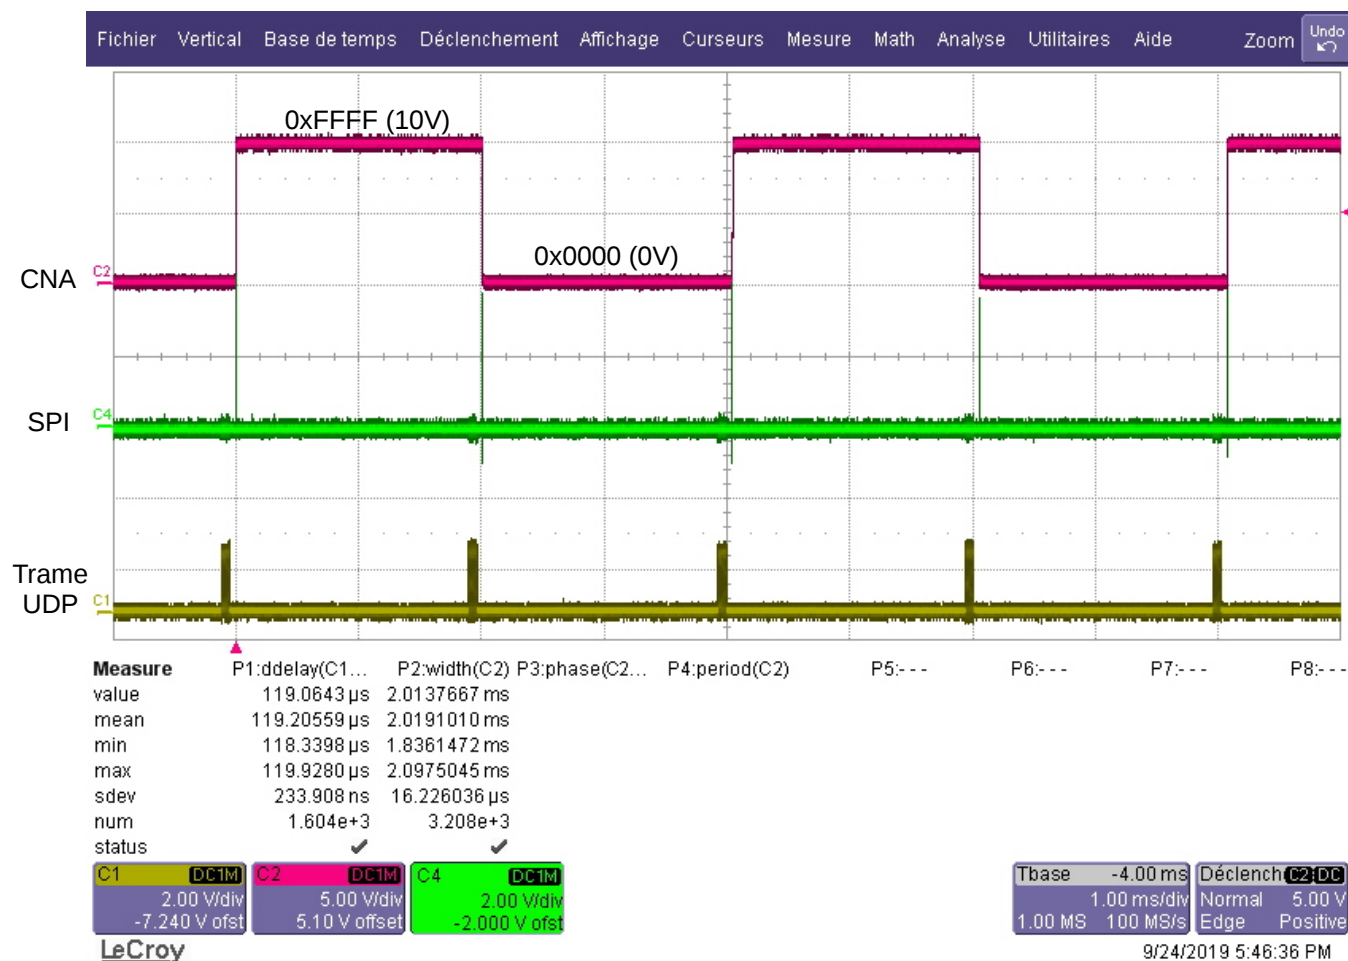 Fichier Vertical Base de temps Déclenchement Affichage Curseurs Mesure Math Analyse Utilitaires Aide Zoom Undo
0xFFFF (10V)
0x0000 (0V)
CNA C2
SPI C4
Trame
UDP C1
Measure P1:ddelay(C1... P2:width(C2) P3:phase(C2... P4:period(C2) P5:- - - P6:- - - P7:- - - P8:- - -
value 119.0643 µs 2.0137667 ms
mean 119.20559 µs 2.0191010 ms
min 118.3398 µs 1.8361472 ms
max 119.9280 µs 2.0975045 ms
sdev 233.908 ns 16.226036 µs
num 1.604e+3 3.208e+3
status
C1 DC1M C2 DC1M C4 DC1M Tbase -4.00 ms Déclench C2 DC
2.00 V/div 5.00 V/div 2.00 V/div 1.00 ms/div Normal 5.00 V
-7.240 V ofst 5.10 V offset -2.000 V ofst 1.00 MS 100 MS/s Edge Positive
LeCroy 9/24/2019 5:46:36 PM